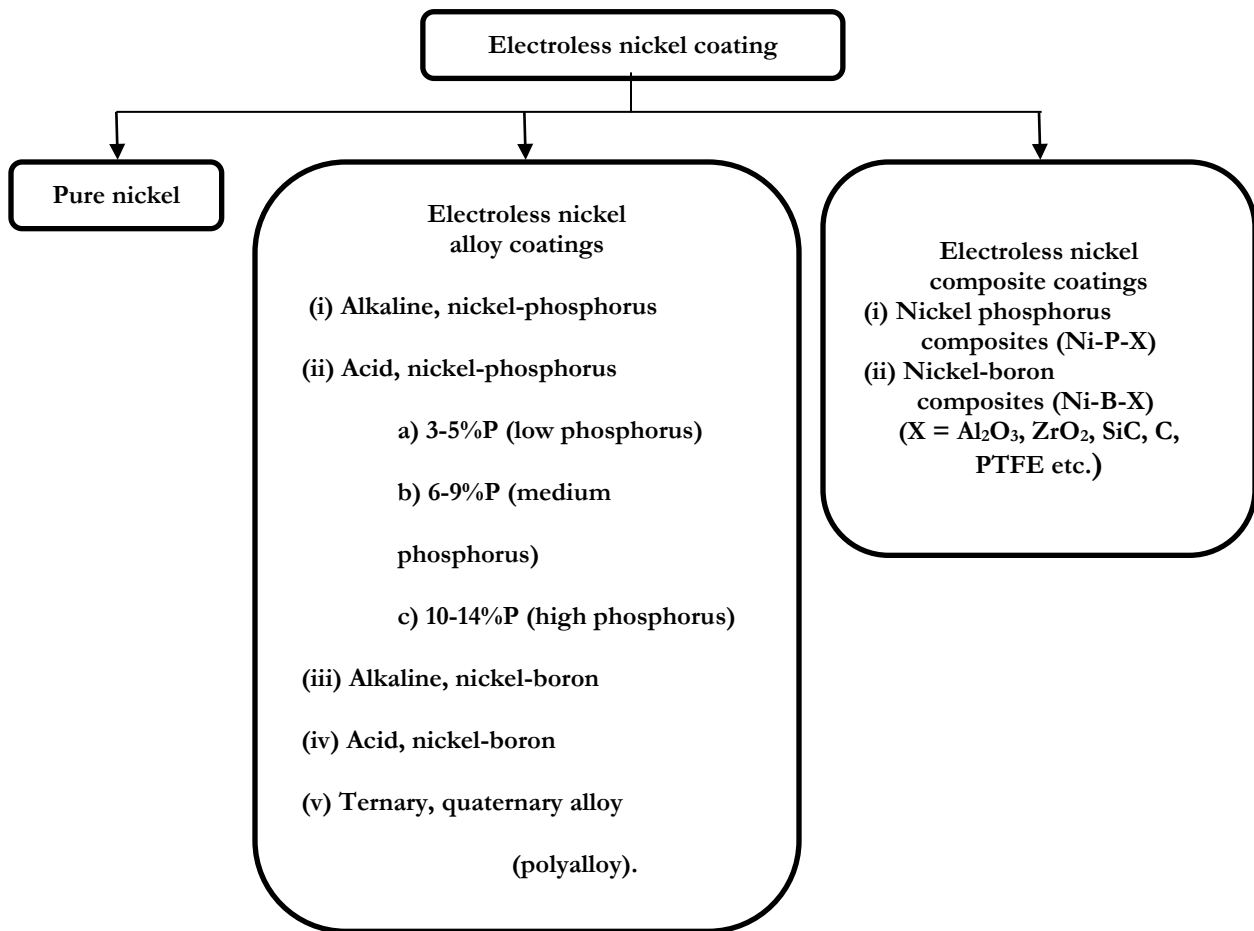 Electroless nickel coating
Pure nickel
Electroless nickel
alloy coatings
(i) Alkaline, nickel-phosphorus
(ii) Acid, nickel-phosphorus
a) 3-5%P (low phosphorus)
b) 6-9%P (medium
phosphorus)
c) 10-14%P (high phosphorus)
(iii) Alkaline, nickel-boron
(iv) Acid, nickel-boron
(v) Ternary, quaternary alloy
(polyalloy).
Electroless nickel
composite coatings
(i) Nickel phosphorus
composites (Ni-P-X)
(ii) Nickel-boron
composites (Ni-B-X)
(X = Al₂O₃, ZrO₂, SiC, C,
PTFE etc.)